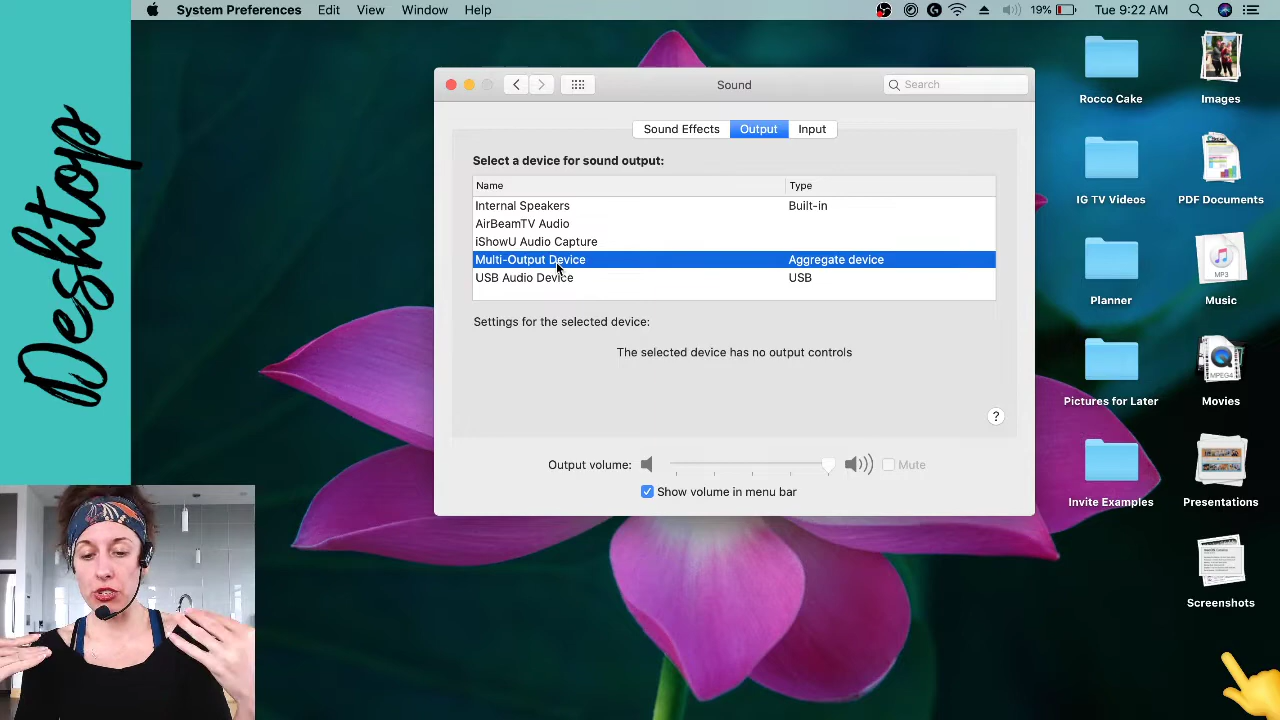 System Preferences Edit View Window Help
19% Tue 9:22 AM
Desktop
Sound
Search
Sound Effects Output Input
Select a device for sound output:
Name Type
Internal Speakers Built-in
AirBeamTV Audio
iShowU Audio Capture
Multi-Output Device Aggregate device
USB Audio Device USB
Settings for the selected device:
The selected device has no output controls
?
Output volume: Mute
Show volume in menu bar
Rocco Cake
Images
IG TV Videos
PDF Documents
Planner
MP3
Music
Pictures for Later
MPEG4
Movies
Invite Examples
Presentations
Screenshots